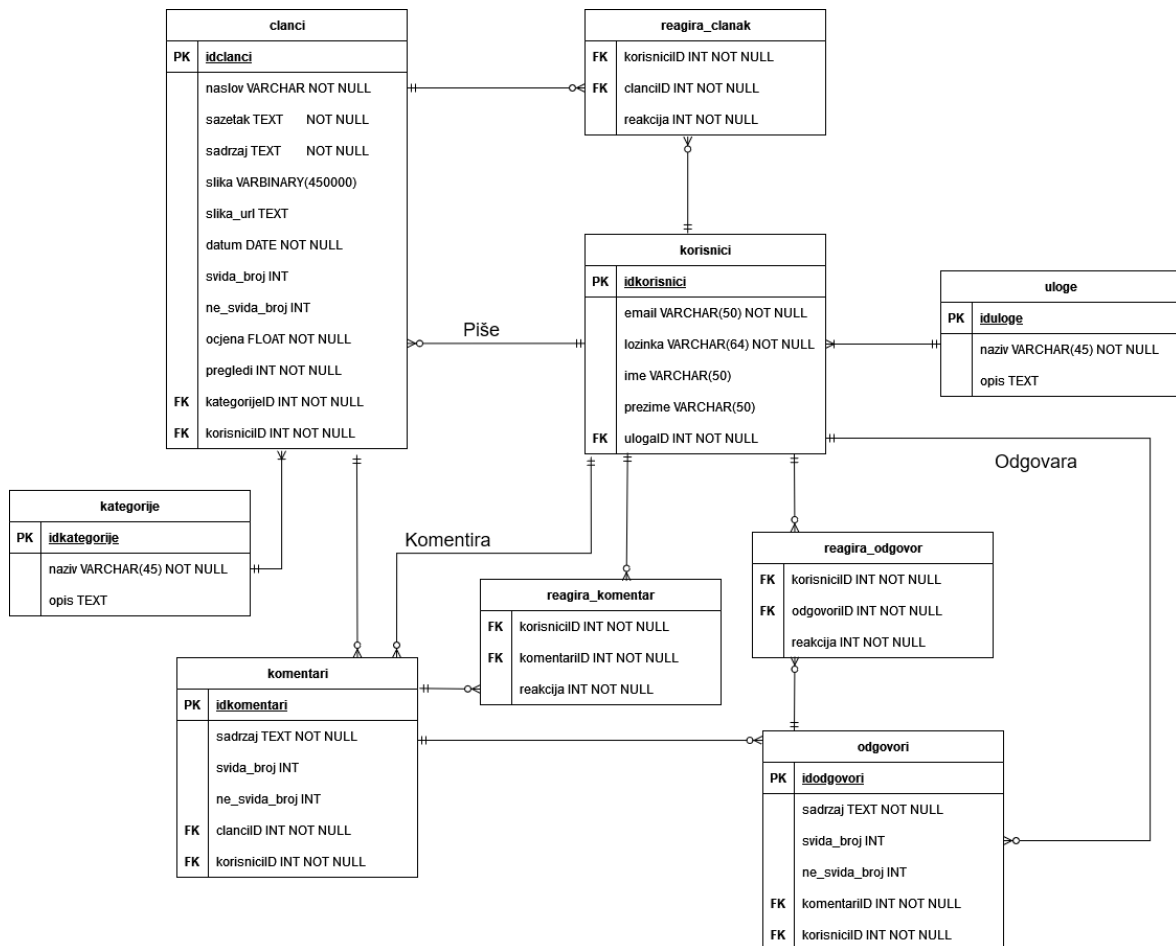 clanci
PK idclanci
naslov VARCHAR NOT NULL
sazetak TEXT NOT NULL
sadrzaj TEXT NOT NULL
slika VARBINARY(450000)
slika_url TEXT
datum DATE NOT NULL
svida_broj INT
ne_svida_broj INT
ocjena FLOAT NOT NULL
pregledi INT NOT NULL
FK kategorijeID INT NOT NULL
FK korisniciID INT NOT NULL
reagira_clanak
FK korisniciID INT NOT NULL
FK clanciID INT NOT NULL
reakcija INT NOT NULL
Piše
korisnici
PK idkorisnici
email VARCHAR(50) NOT NULL
lozinka VARCHAR(64) NOT NULL
ime VARCHAR(50)
prezime VARCHAR(50)
FK ulogaID INT NOT NULL
uloge
PK iduloge
naziv VARCHAR(45) NOT NULL
opis TEXT
Odgovara
kategorije
PK idkategorije
naziv VARCHAR(45) NOT NULL
opis TEXT
Komentira
reagira_komentar
FK korisniciID INT NOT NULL
FK komentariID INT NOT NULL
reakcija INT NOT NULL
reagira_odgovor
FK korisniciID INT NOT NULL
FK odgovoriID INT NOT NULL
reakcija INT NOT NULL
komentari
PK idkomentari
sadrzaj TEXT NOT NULL
svida_broj INT
ne_svida_broj INT
FK clanciID INT NOT NULL
FK korisniciID INT NOT NULL
odgovori
PK idodgovori
sadrzaj TEXT NOT NULL
svida_broj INT
ne_svida_broj INT
FK komentariID INT NOT NULL
FK korisniciID INT NOT NULL